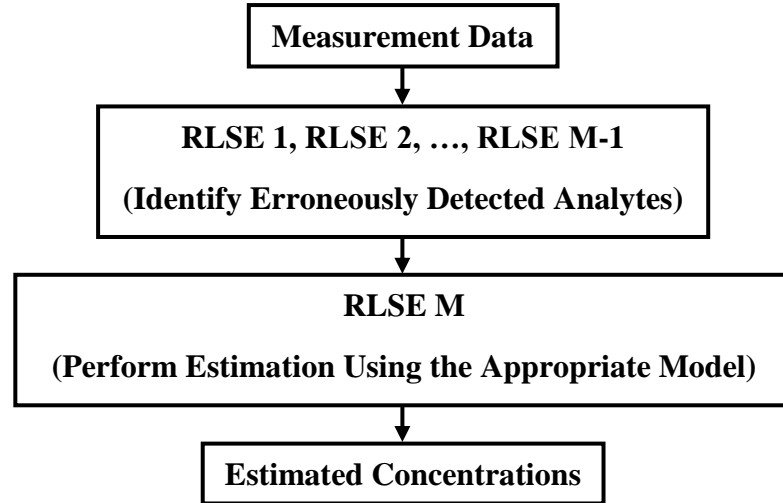 Measurement Data
RLSE 1, RLSE 2, …, RLSE M-1
(Identify Erroneously Detected Analytes)
RLSE M
(Perform Estimation Using the Appropriate Model)
Estimated Concentrations